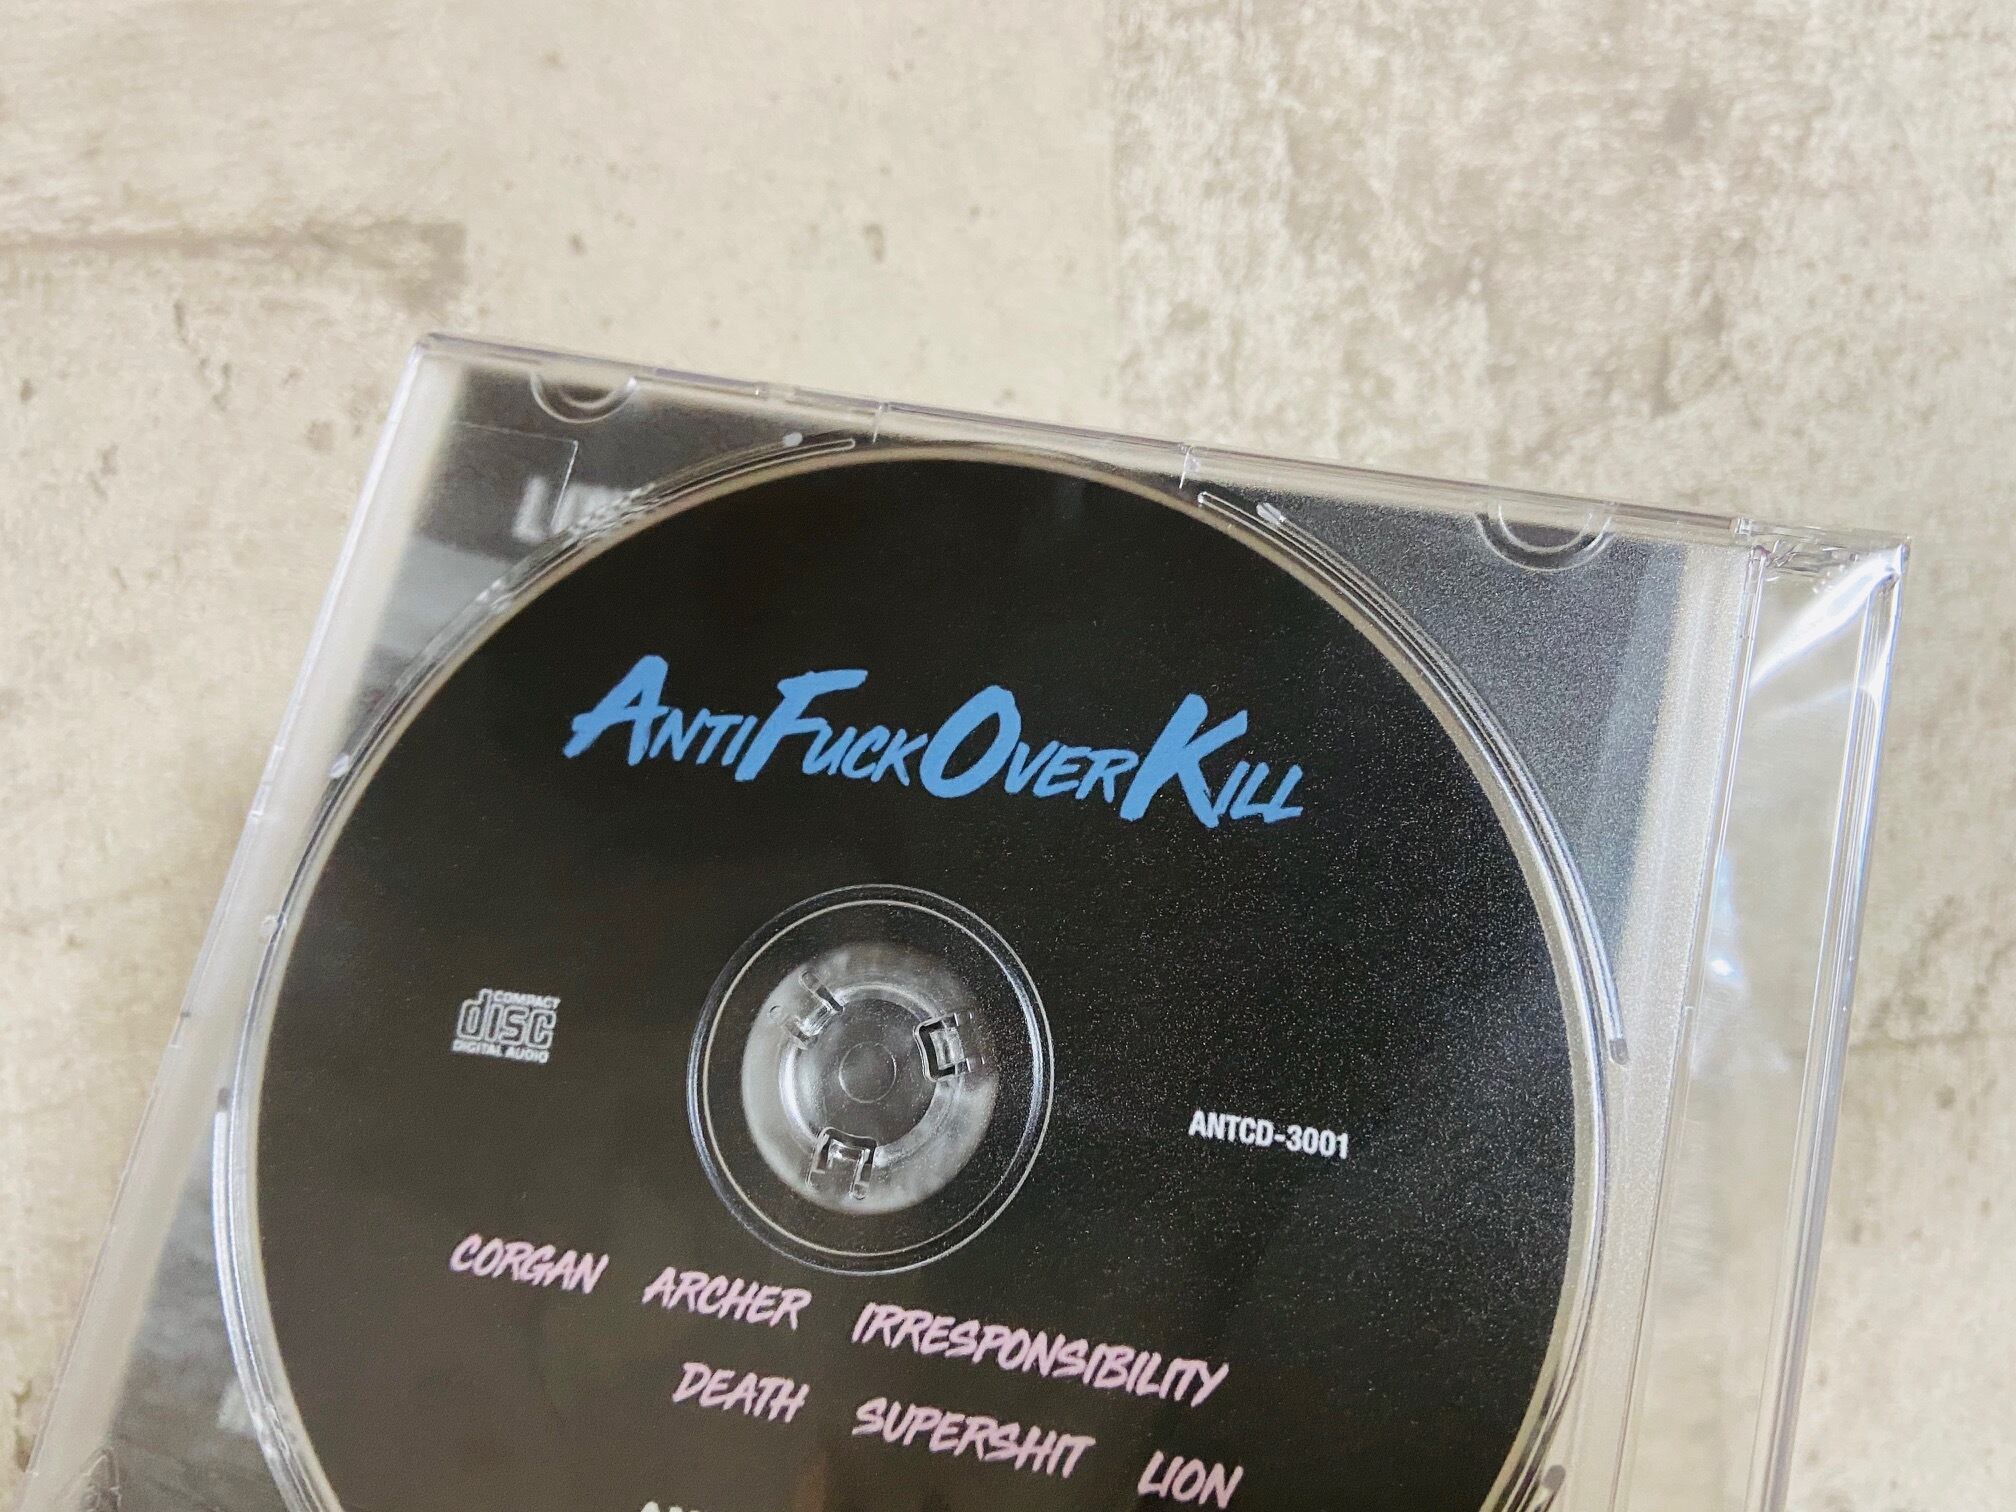 AntiFuckOverKill
COMPACT
disc
DIGITAL AUDIO
ANTCD-3001
CORGAN ARCHER IRRESPONSIBILITY
DEATH SUPERSHIT LION